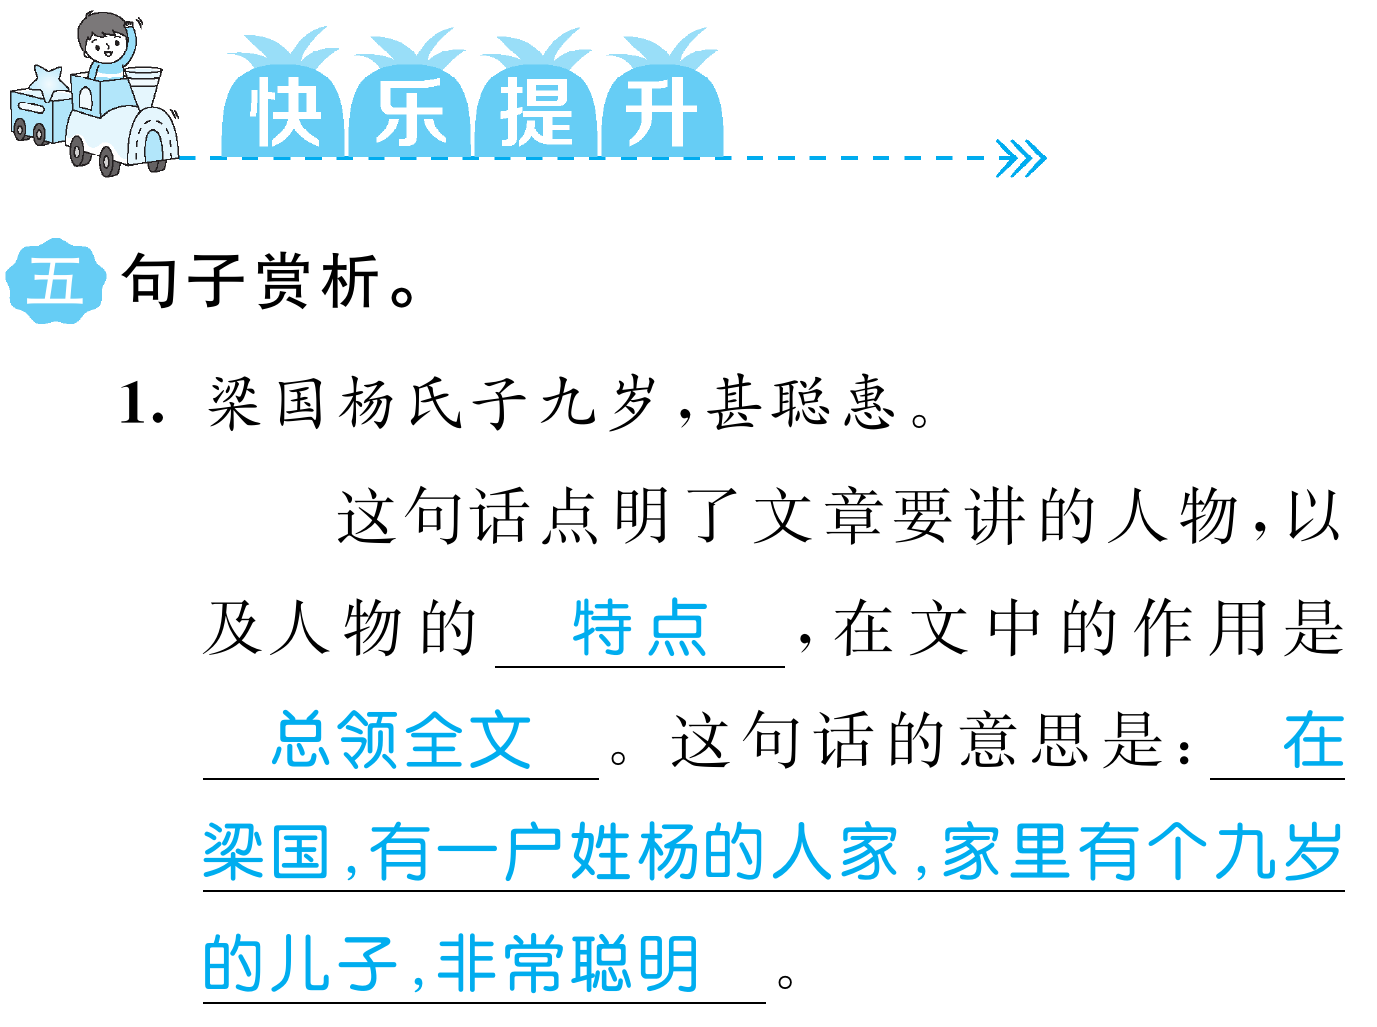 快乐提升
五 句子赏析。
1. 梁国杨氏子九岁,甚聪惠。
这句话点明了文章要讲的人物,以
及人物的 特点 ,在文中的作用是
总领全文 。这句话的意思是: 在
梁国,有一户姓杨的人家,家里有个九岁
的儿子,非常聪明 。